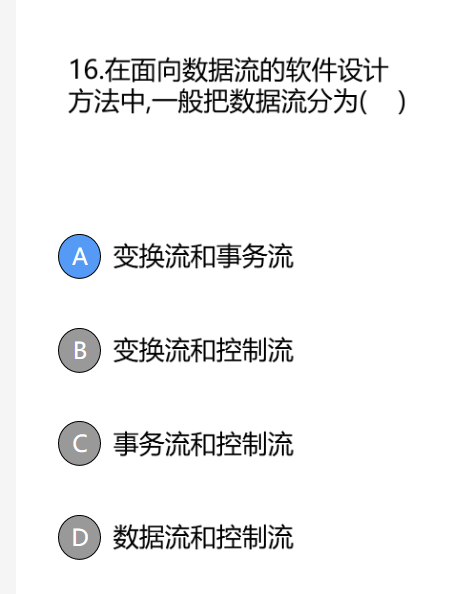 16.在面向数据流的软件设计
方法中,一般把数据流分为(    )
A 变换流和事务流
B 变换流和控制流
C 事务流和控制流
D 数据流和控制流